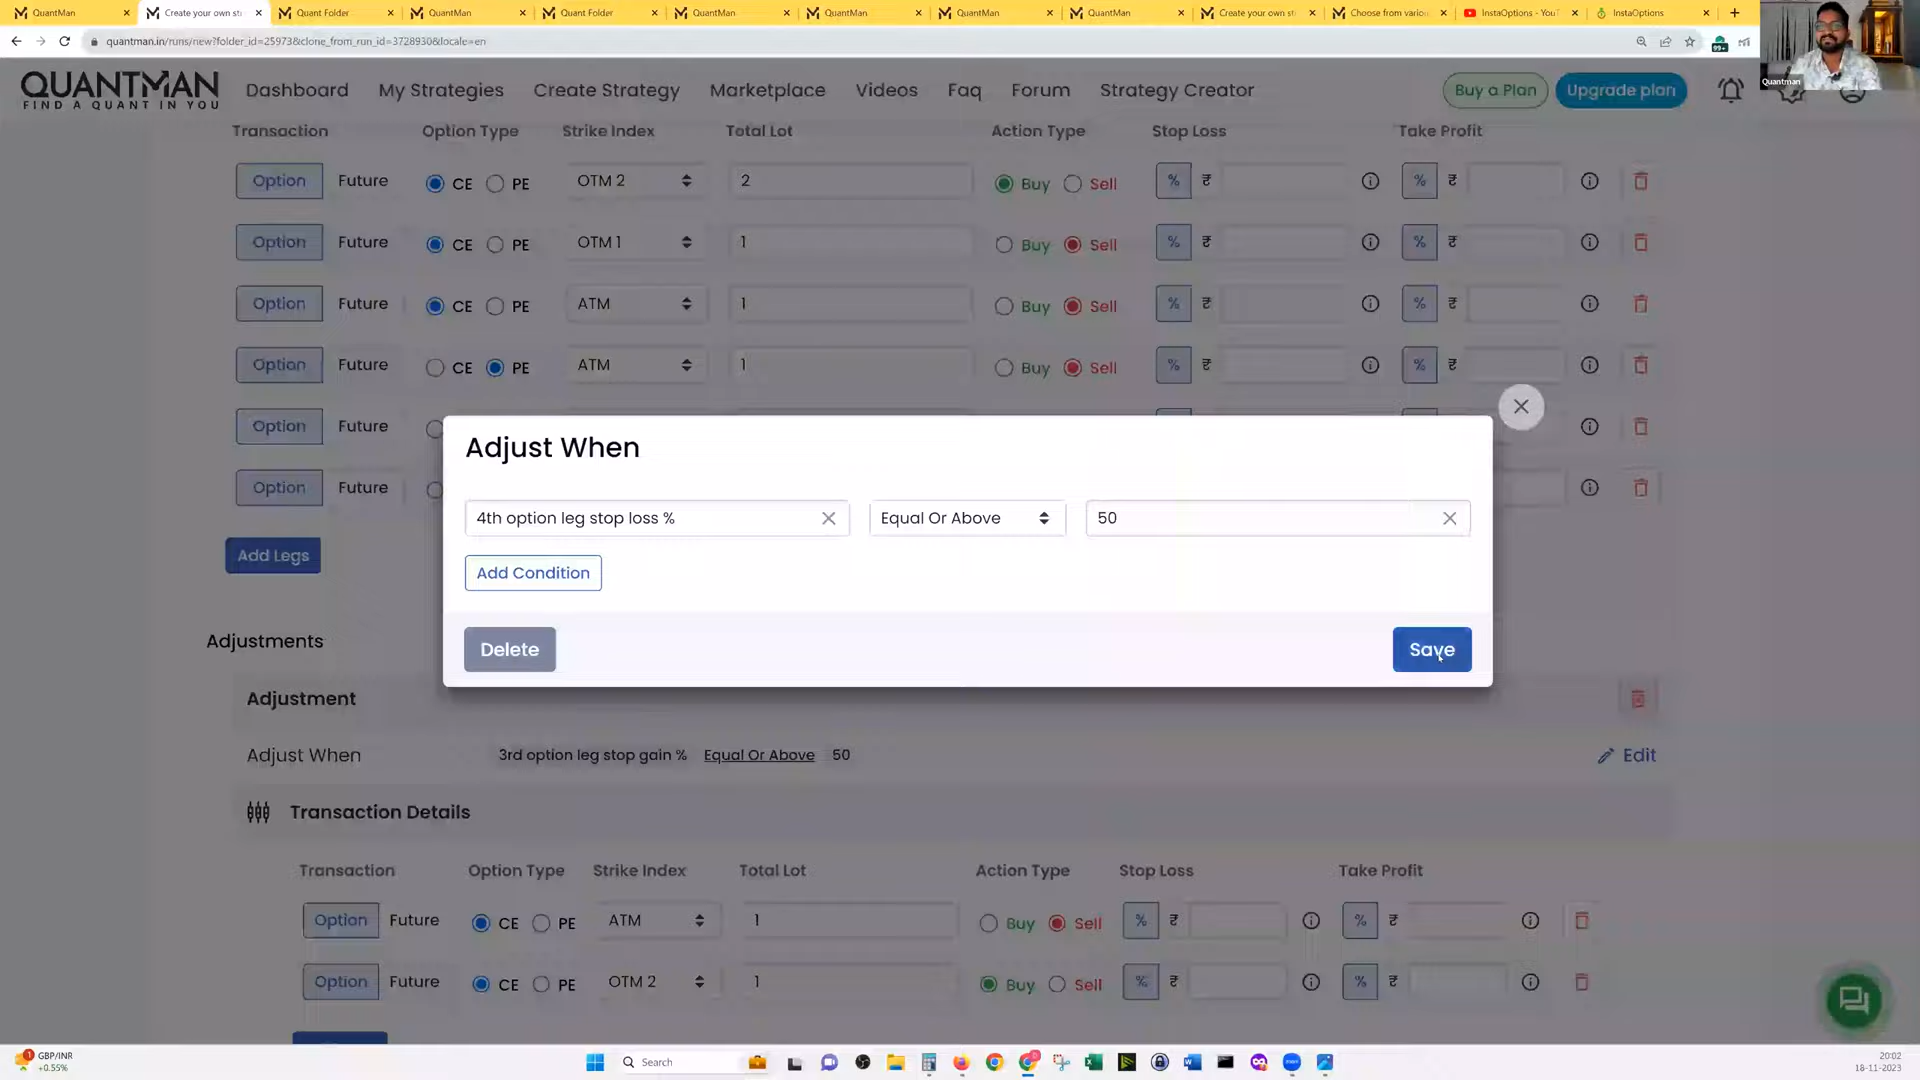 QuantMan
Create your own st
Quant Folder
QuantMan
Quant Folder
QuantMan
QuantMan
QuantMan
QuantMan
Create your own st
Choose from variou
InstaOptions - YouT
InstaOptions
quantman.in/runs/new?folder_id=25973&clone_from_run_id=3728930&locale=en
99+
Quantman
QUANTMAN
FIND A QUANT IN YOU
Dashboard
My Strategies
Create Strategy
Marketplace
Videos
Faq
Forum
Strategy Creator
Buy a Plan
Upgrade plan
Transaction Option Type Strike Index Total Lot Action Type Stop Loss Take Profit
Option Future CE PE OTM 2 2 Buy Sell % ₹ % ₹
Option Future CE PE OTM 1 1 Buy Sell % ₹ % ₹
Option Future CE PE ATM 1 Buy Sell % ₹ % ₹
Option Future CE PE ATM 1 Buy Sell % ₹ % ₹
Option Future
Option Future
Adjust When
4th option leg stop loss % Equal Or Above 50
Add Condition
Delete Save
Add Legs
Adjustments
Adjustment
Adjust When 3rd option leg stop gain % Equal Or Above 50 Edit
Transaction Details
Transaction Option Type Strike Index Total Lot Action Type Stop Loss Take Profit
Option Future CE PE ATM 1 Buy Sell % ₹ % ₹
Option Future CE PE OTM 2 1 Buy Sell % ₹ % ₹
1
GBP/INR
+0.55%
Search
20:02
18-11-2023